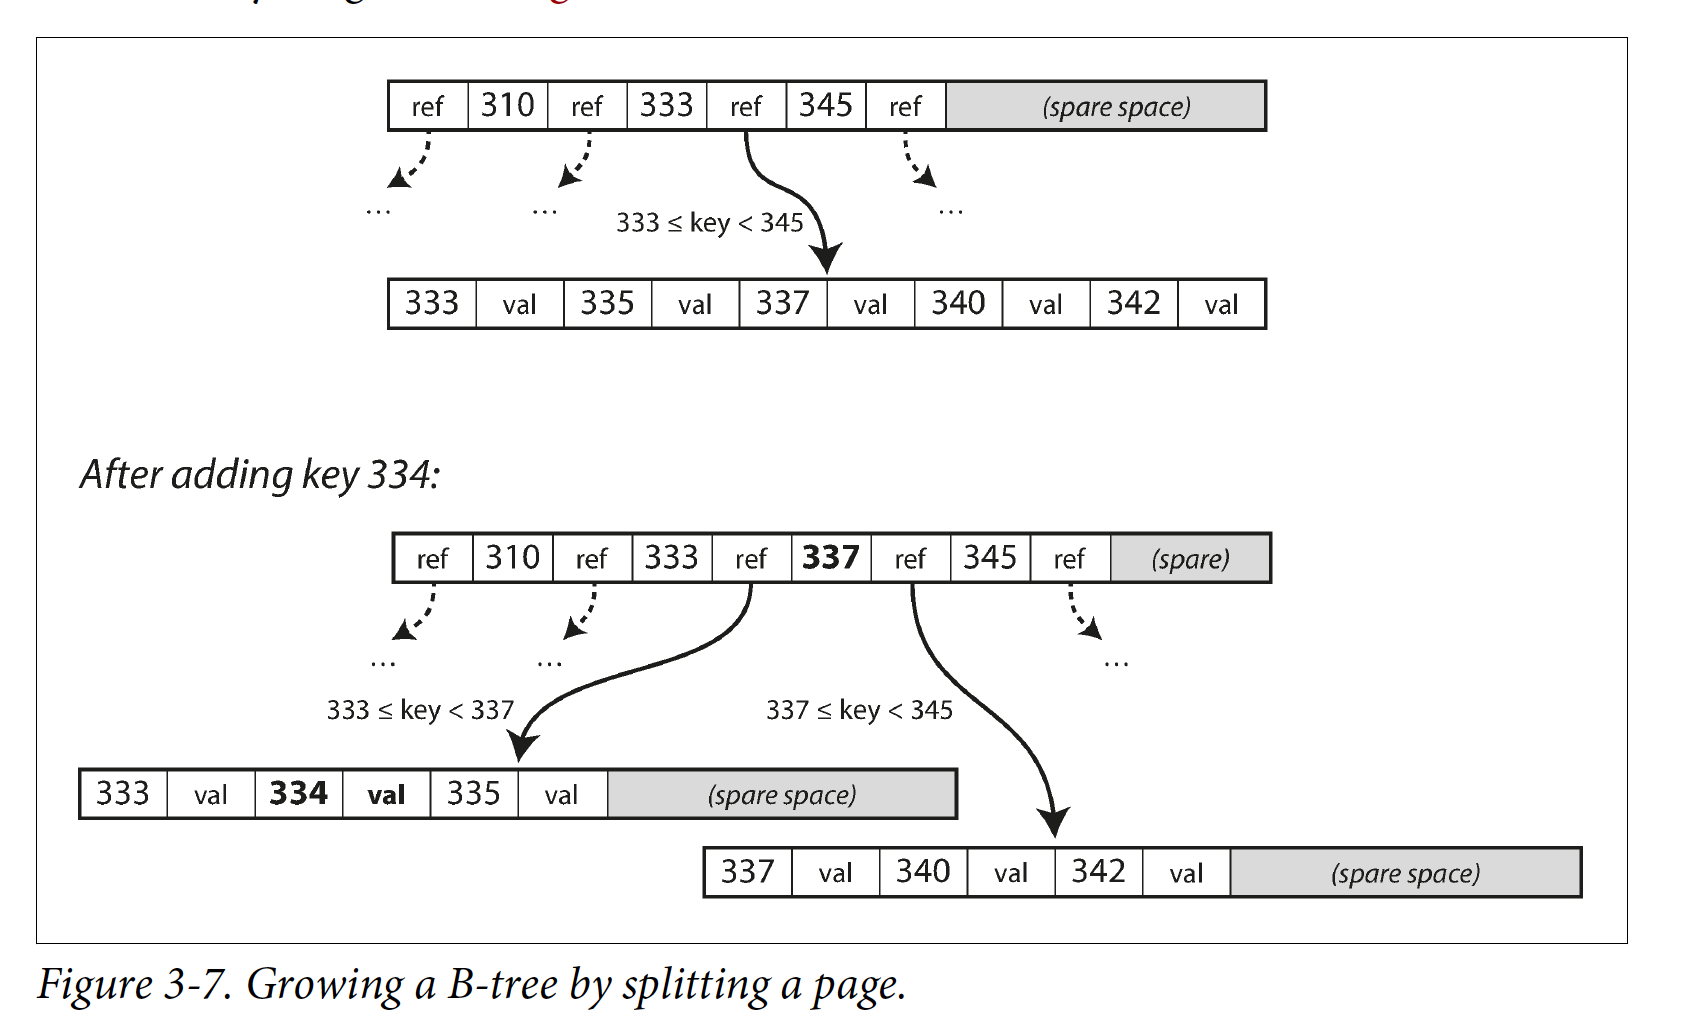 ref 310 ref 333 ref 345 ref (spare space)
... ... ...
333 ≤ key < 345
333 val 335 val 337 val 340 val 342 val
After adding key 334:
ref 310 ref 333 ref 337 ref 345 ref (spare)
... ... ...
333 ≤ key < 337 337 ≤ key < 345
333 val 334 val 335 val (spare space)
337 val 340 val 342 val (spare space)
Figure 3-7. Growing a B-tree by splitting a page.